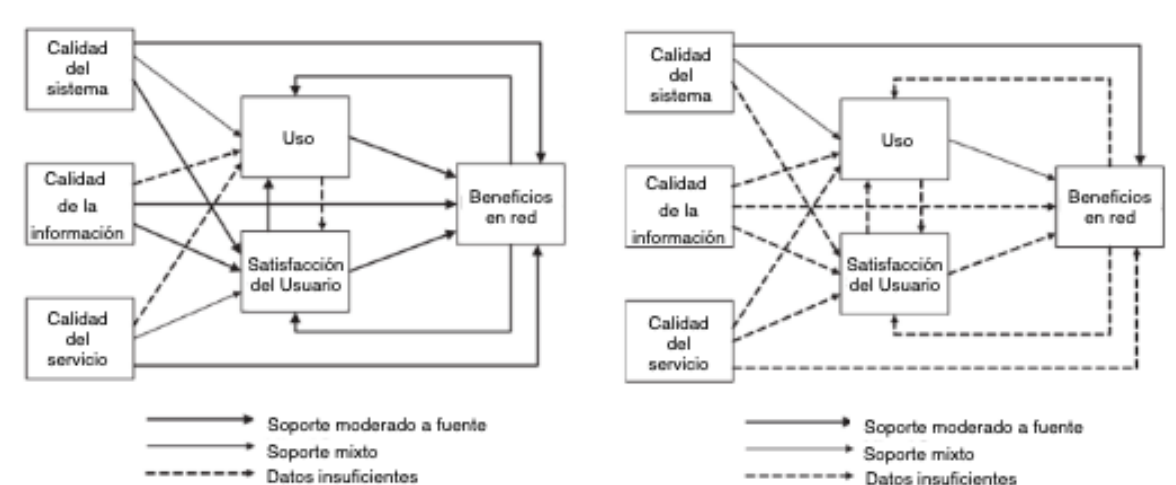 Calidad
del
sistema
Uso
Calidad
de la
información
Beneficios
en red
Satisfacción
del Usuario
Calidad
del
servicio
Soporte moderado a fuente
Soporte mixto
Datos insuficientes
Calidad
del
sistema
Uso
Calidad
de la
información
Beneficios
en red
Satisfacción
del Usuario
Calidad
del
servicio
Soporte moderado a fuente
Soporte mixto
Datos insuficientes